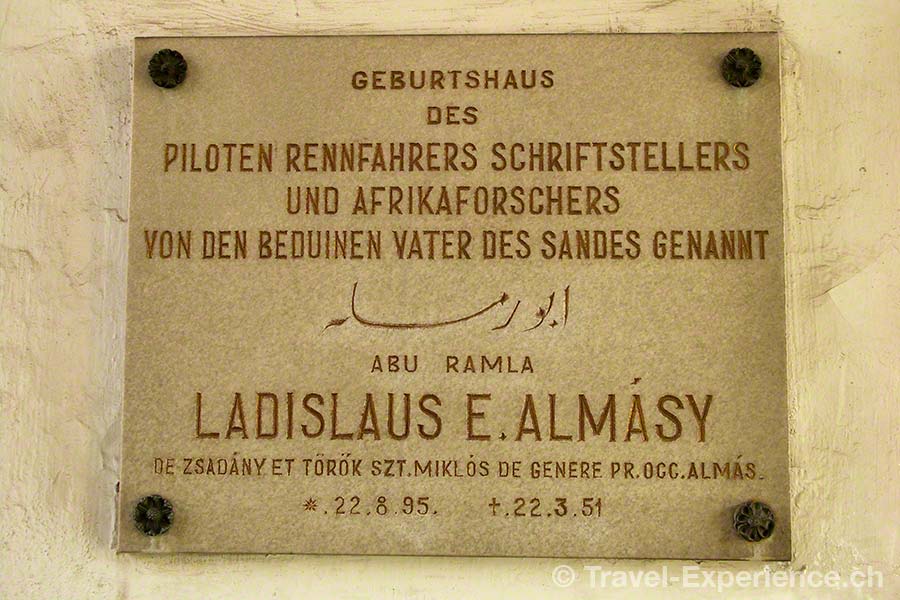 GEBURTSHAUS
DES
PILOTEN RENNFAHRERS SCHRIFTSTELLERS
UND AFRIKAFORSCHERS
VON DEN BEDUINEN VATER DES SANDES GENANNT
ابو رمله
ABU RAMLA
LADISLAUS E. ALMÁSY
DE ZSADÁNY ET TÖRÖK SZT. MIKLÓS DE GENERE PR. OCC. ALMÁS.
*. 22.8.95. †. 22.3.51
© Travel-Experience.ch